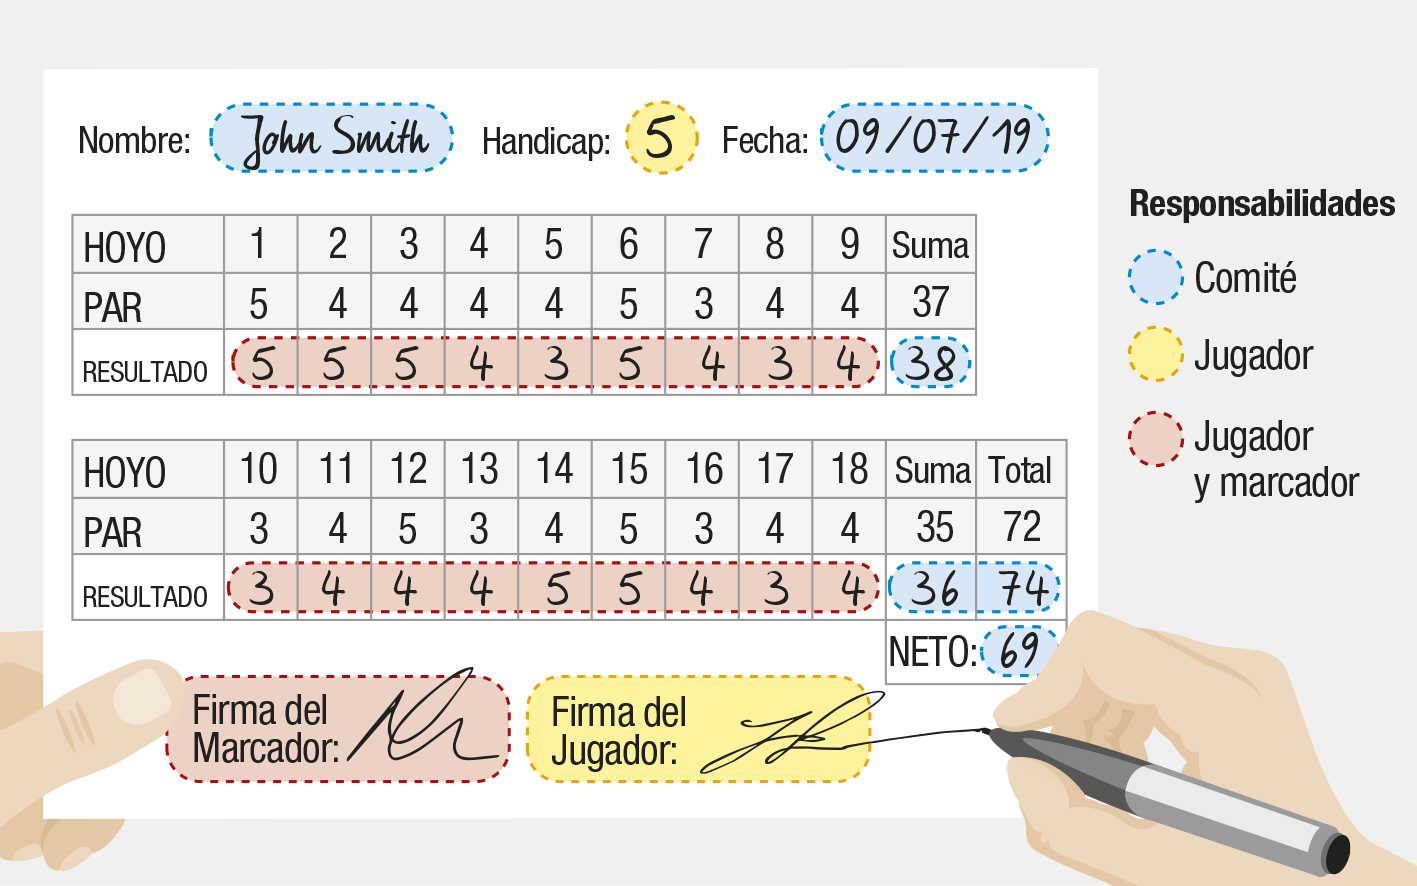 Nombre: John Smith Handicap: 5 Fecha: 09/07/19
HOYO 1 2 3 4 5 6 7 8 9 Suma
PAR 5 4 4 4 4 5 3 4 4 37
RESULTADO 5 5 5 4 3 5 4 3 4 38
HOYO 10 11 12 13 14 15 16 17 18 Suma Total
PAR 3 4 5 3 4 5 3 4 4 35 72
RESULTADO 3 4 4 4 5 5 4 3 4 36 74
NETO: 69
Firma del
Marcador:
Firma del
Jugador:
Responsabilidades
Comité
Jugador
Jugador
y marcador